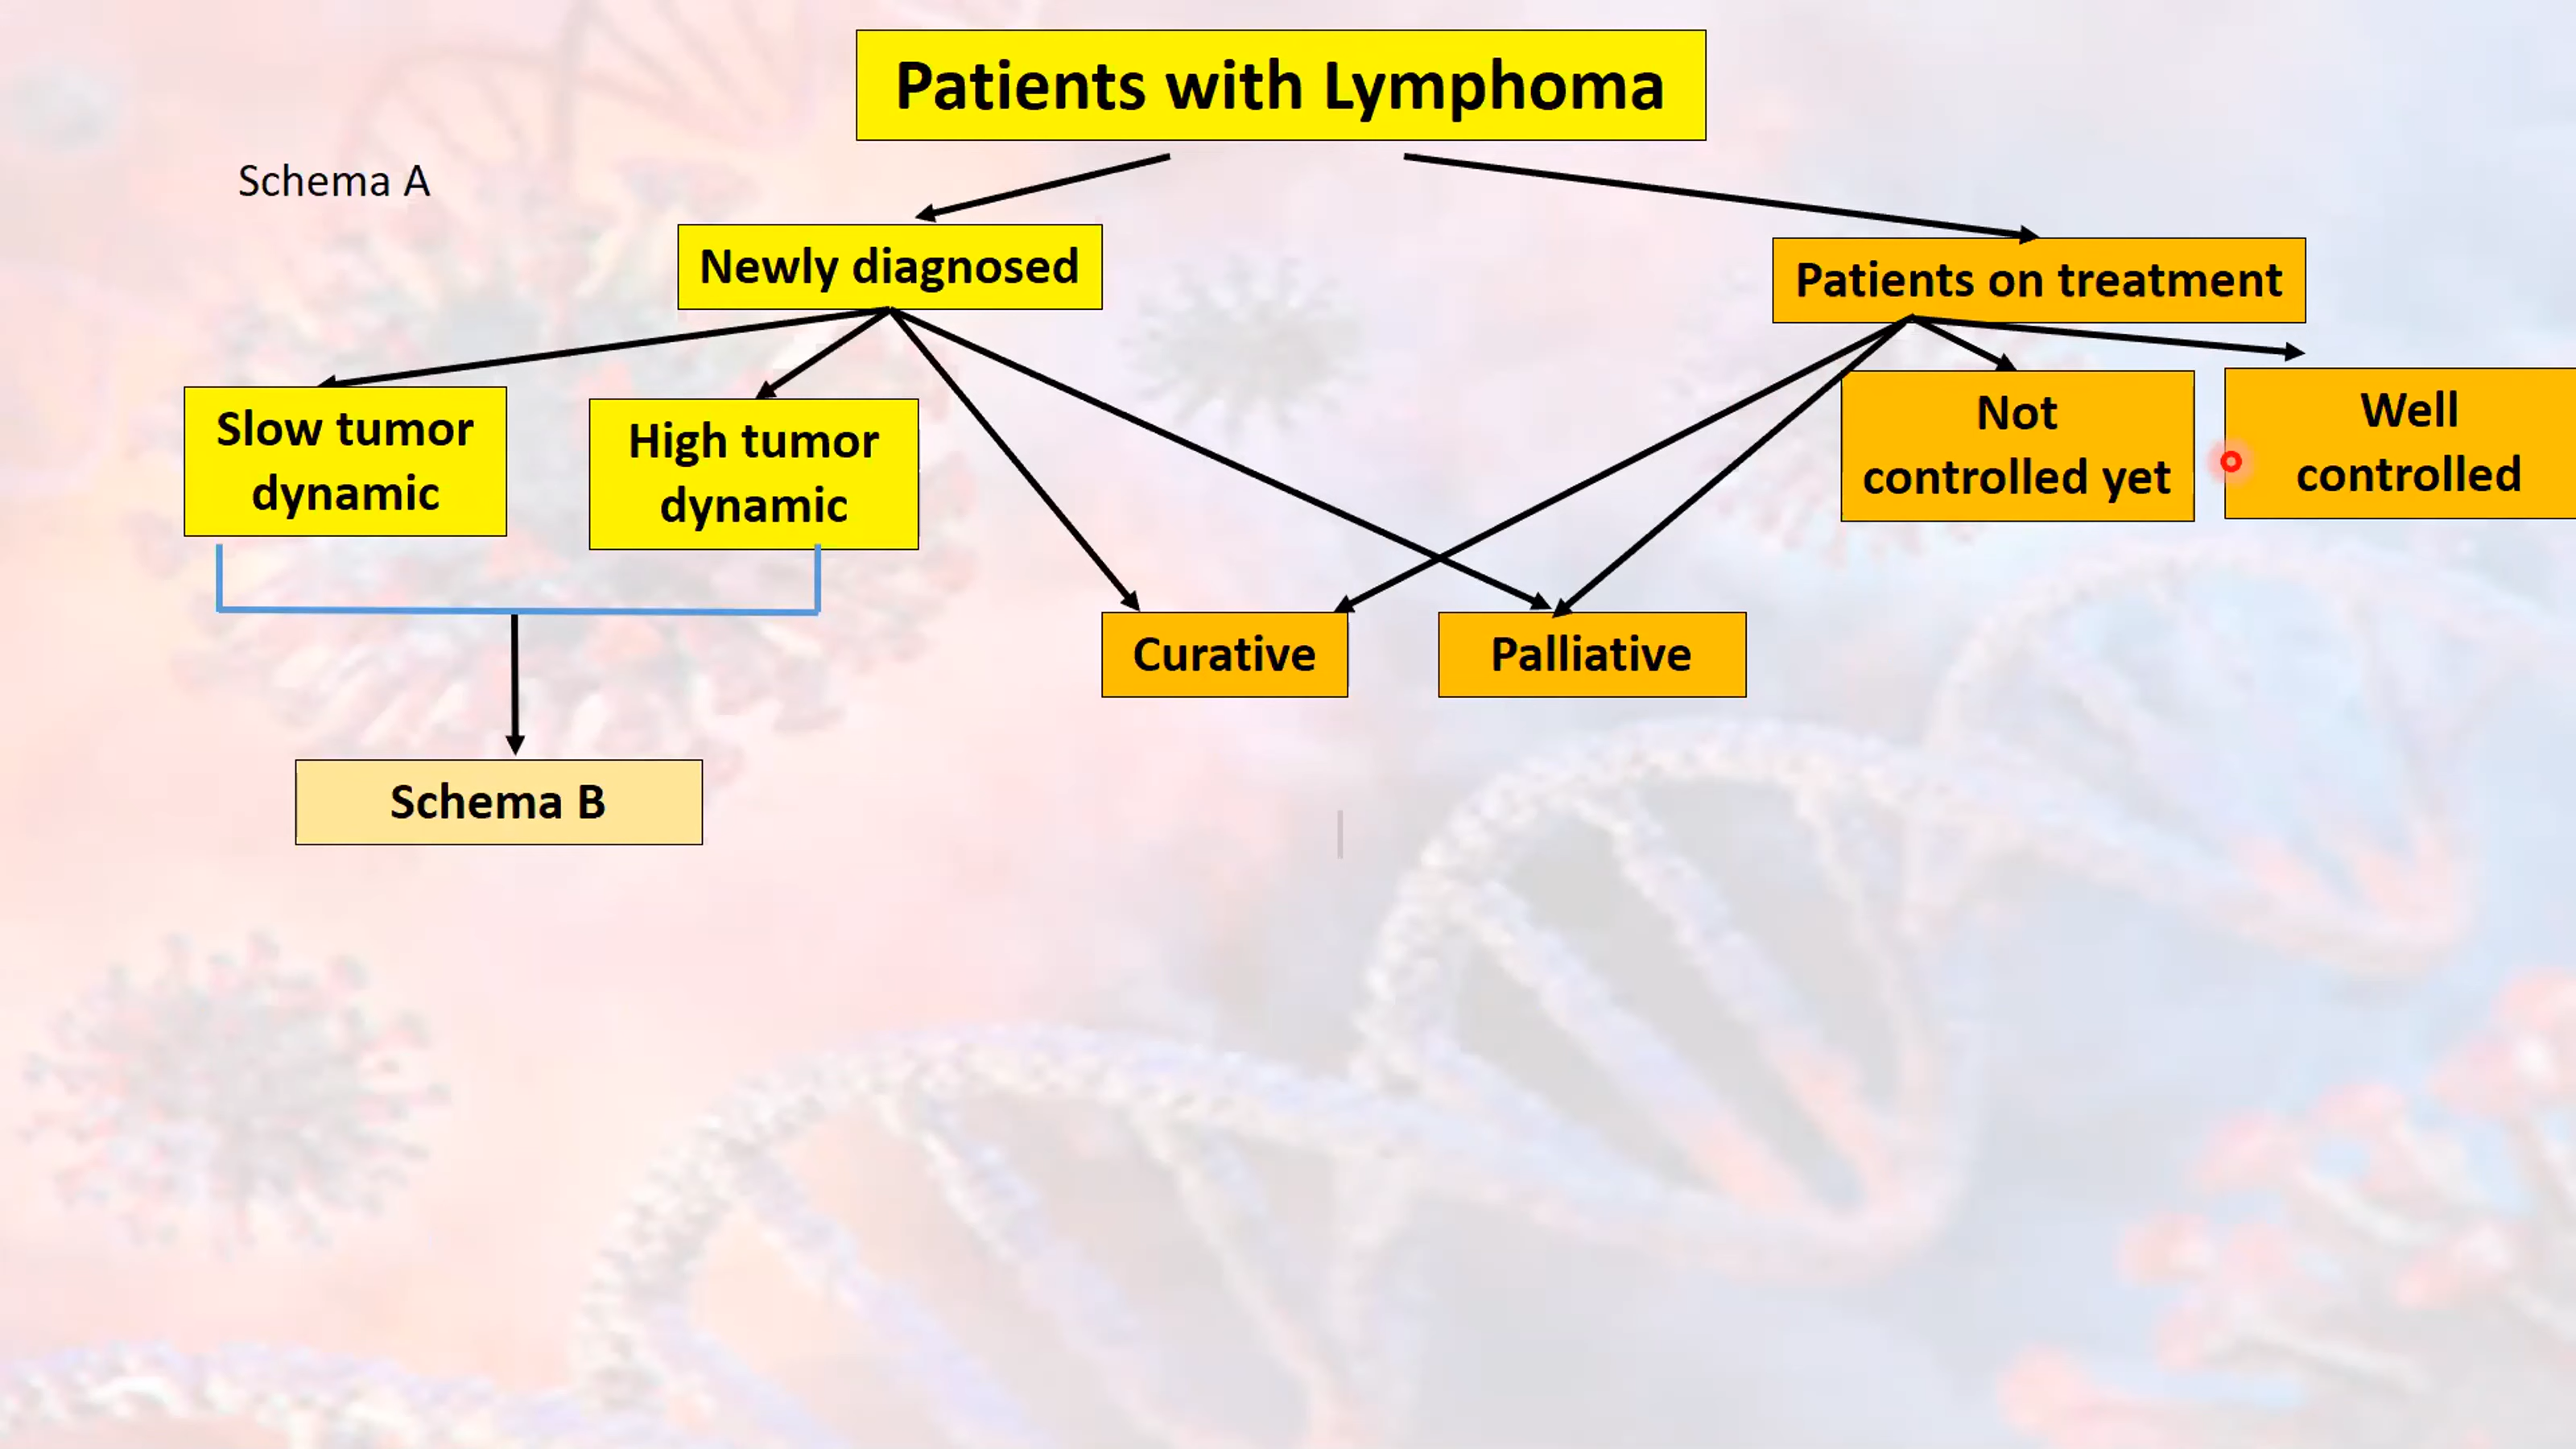 Patients with Lymphoma
Schema A
Newly diagnosed
Patients on treatment
Slow tumor
dynamic
High tumor
dynamic
Not
controlled yet
Well
controlled
Curative
Palliative
Schema B